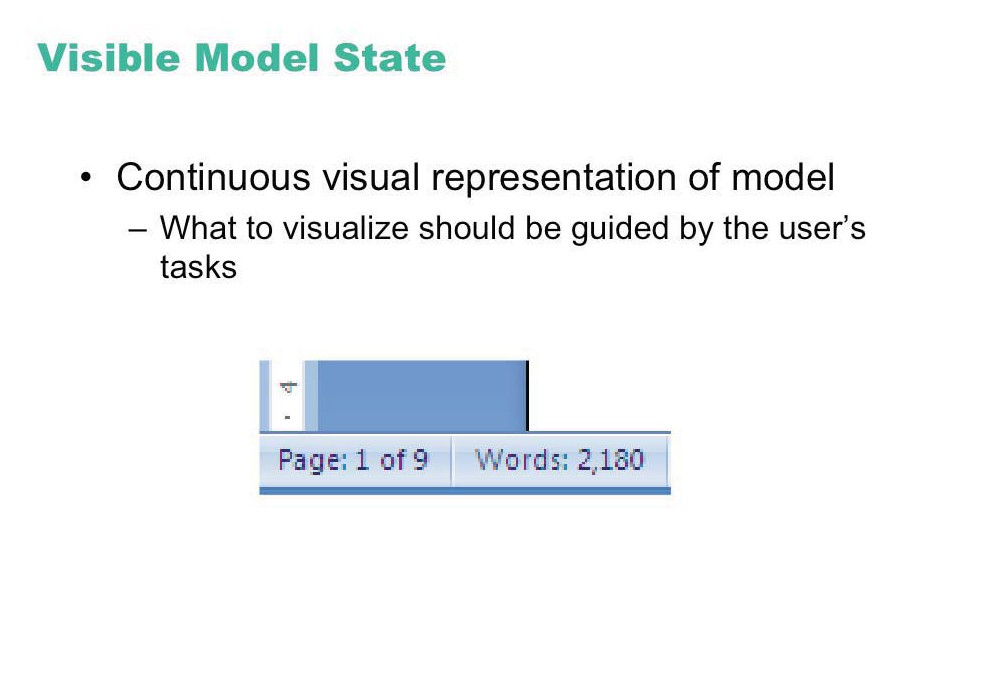 Visible Model State
• Continuous visual representation of model
– What to visualize should be guided by the user’s
tasks
Page: 1 of 9 Words: 2,180